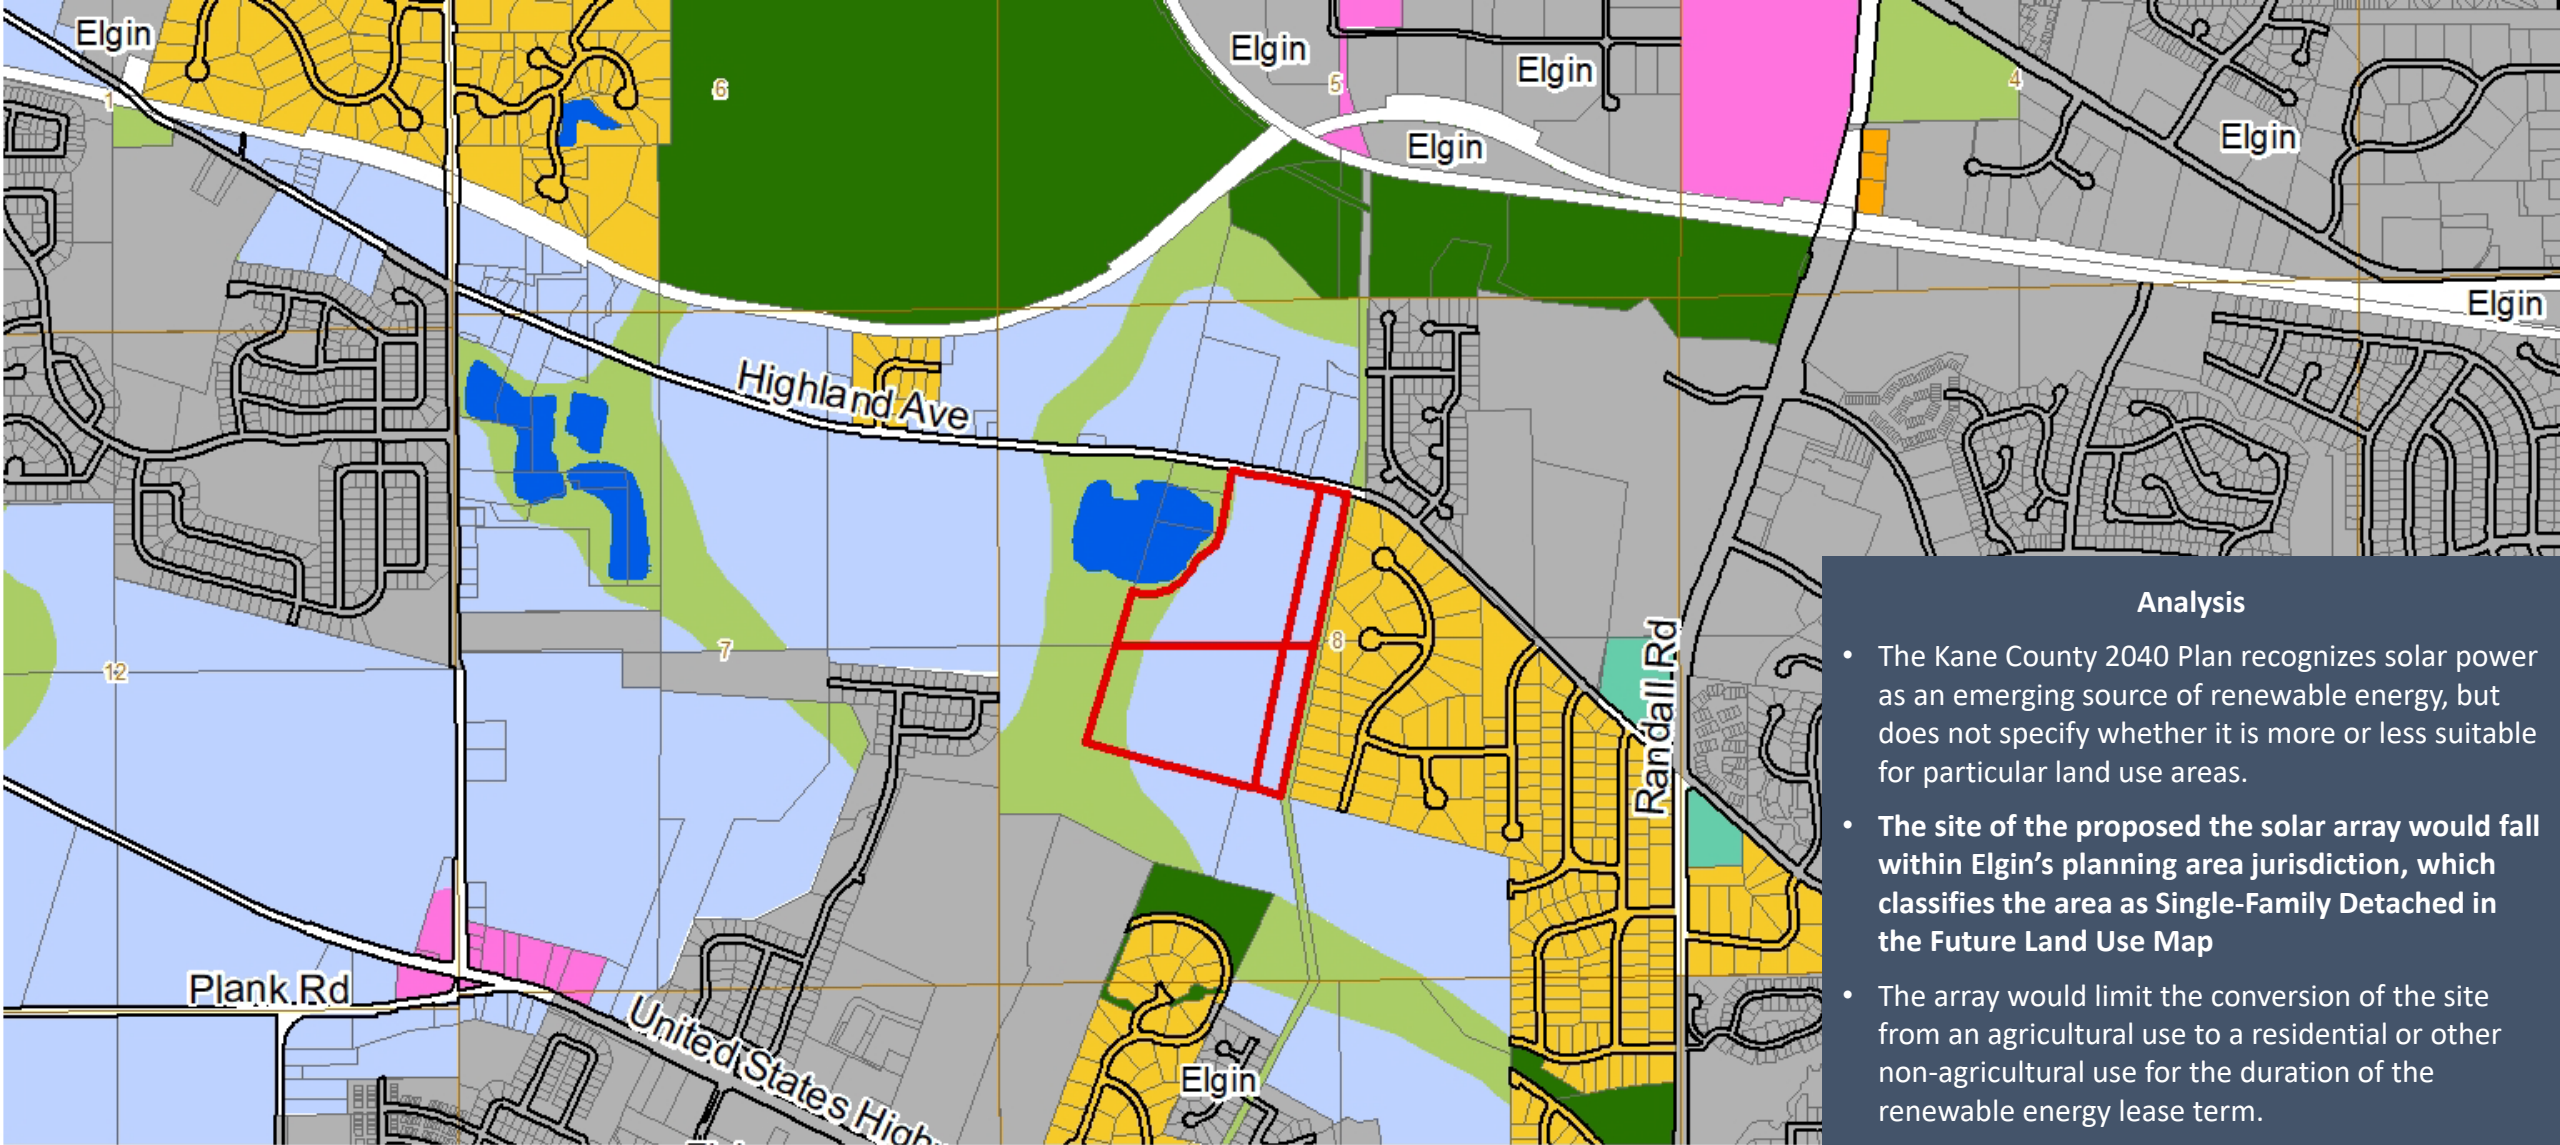 Elgin
Elgin
Elgin
Elgin
Elgin
Elgin
1
6
5
4
Highland Ave
7
8
12
Randall Rd
Plank Rd
United States High
Elgin
Analysis
• The Kane County 2040 Plan recognizes solar power
as an emerging source of renewable energy, but
does not specify whether it is more or less suitable
for particular land use areas.
• The site of the proposed the solar array would fall
within Elgin’s planning area jurisdiction, which
classifies the area as Single-Family Detached in
the Future Land Use Map
• The array would limit the conversion of the site
from an agricultural use to a residential or other
non-agricultural use for the duration of the
renewable energy lease term.